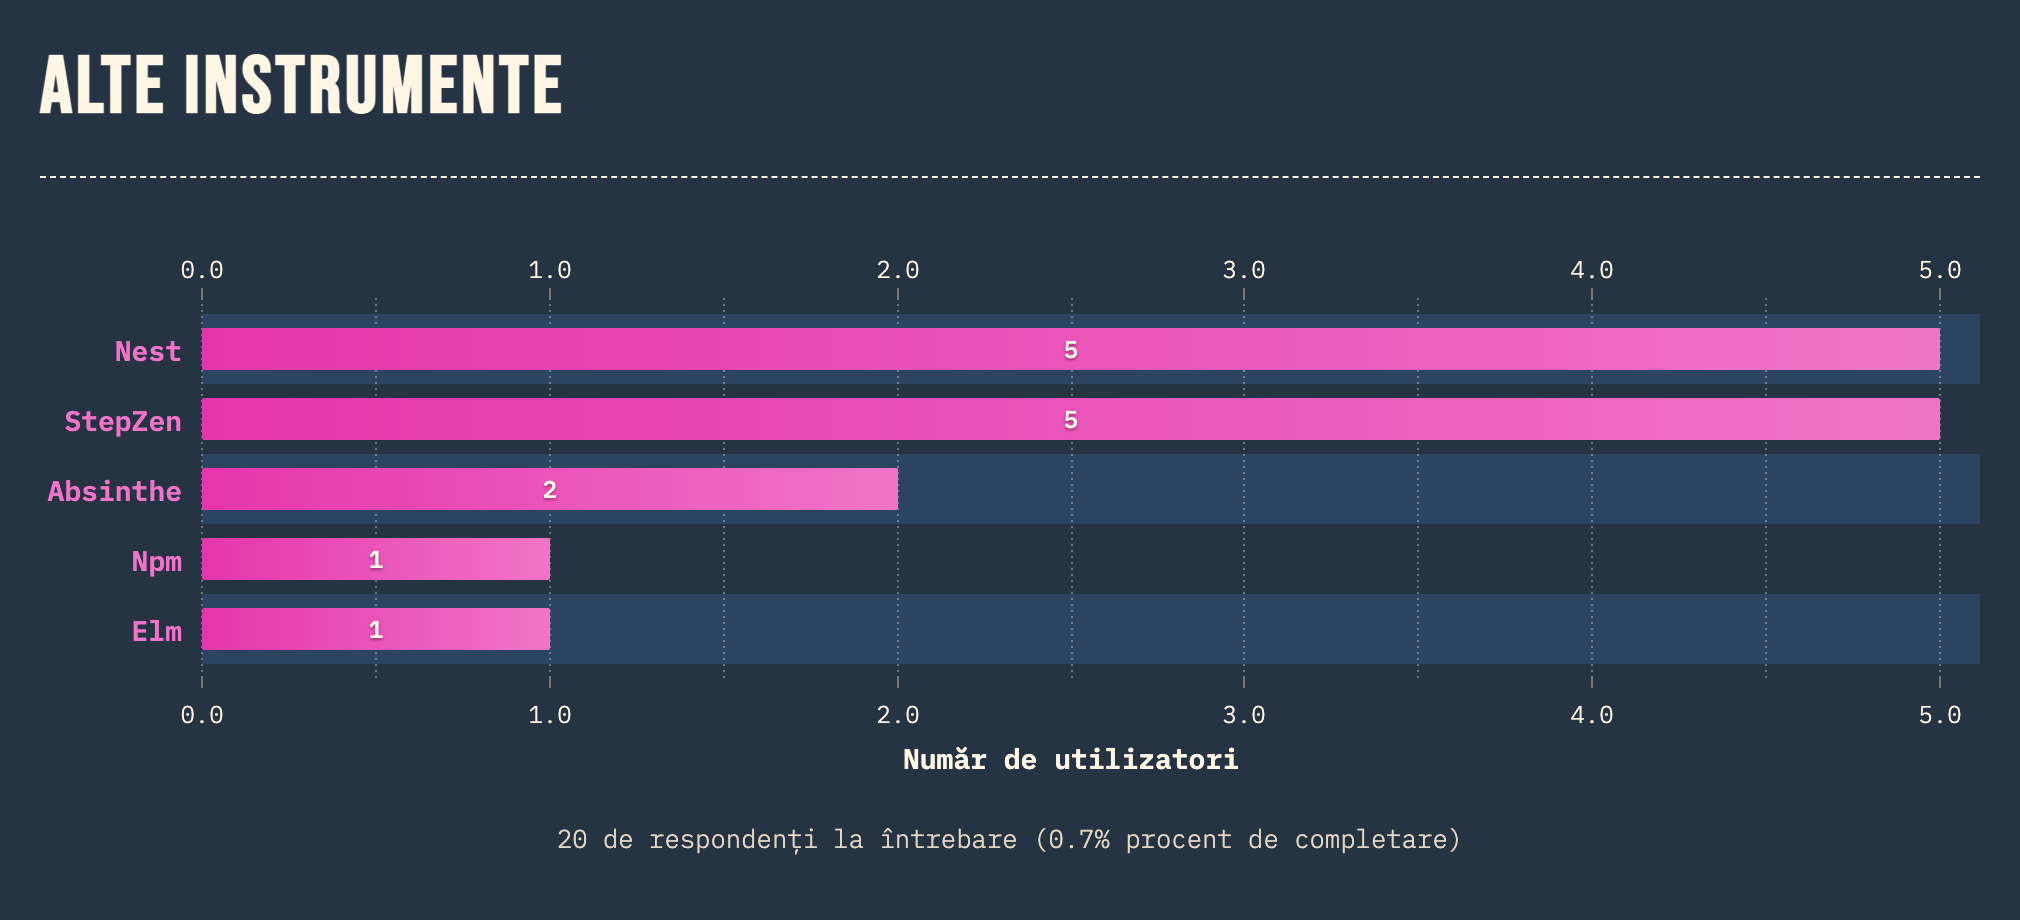 ALTE INSTRUMENTE
0.0 1.0 2.0 3.0 4.0 5.0
Nest 5
StepZen 5
Absinthe 2
Npm 1
Elm 1
0.0 1.0 2.0 3.0 4.0 5.0
Număr de utilizatori
20 de respondenți la întrebare (0.7% procent de completare)